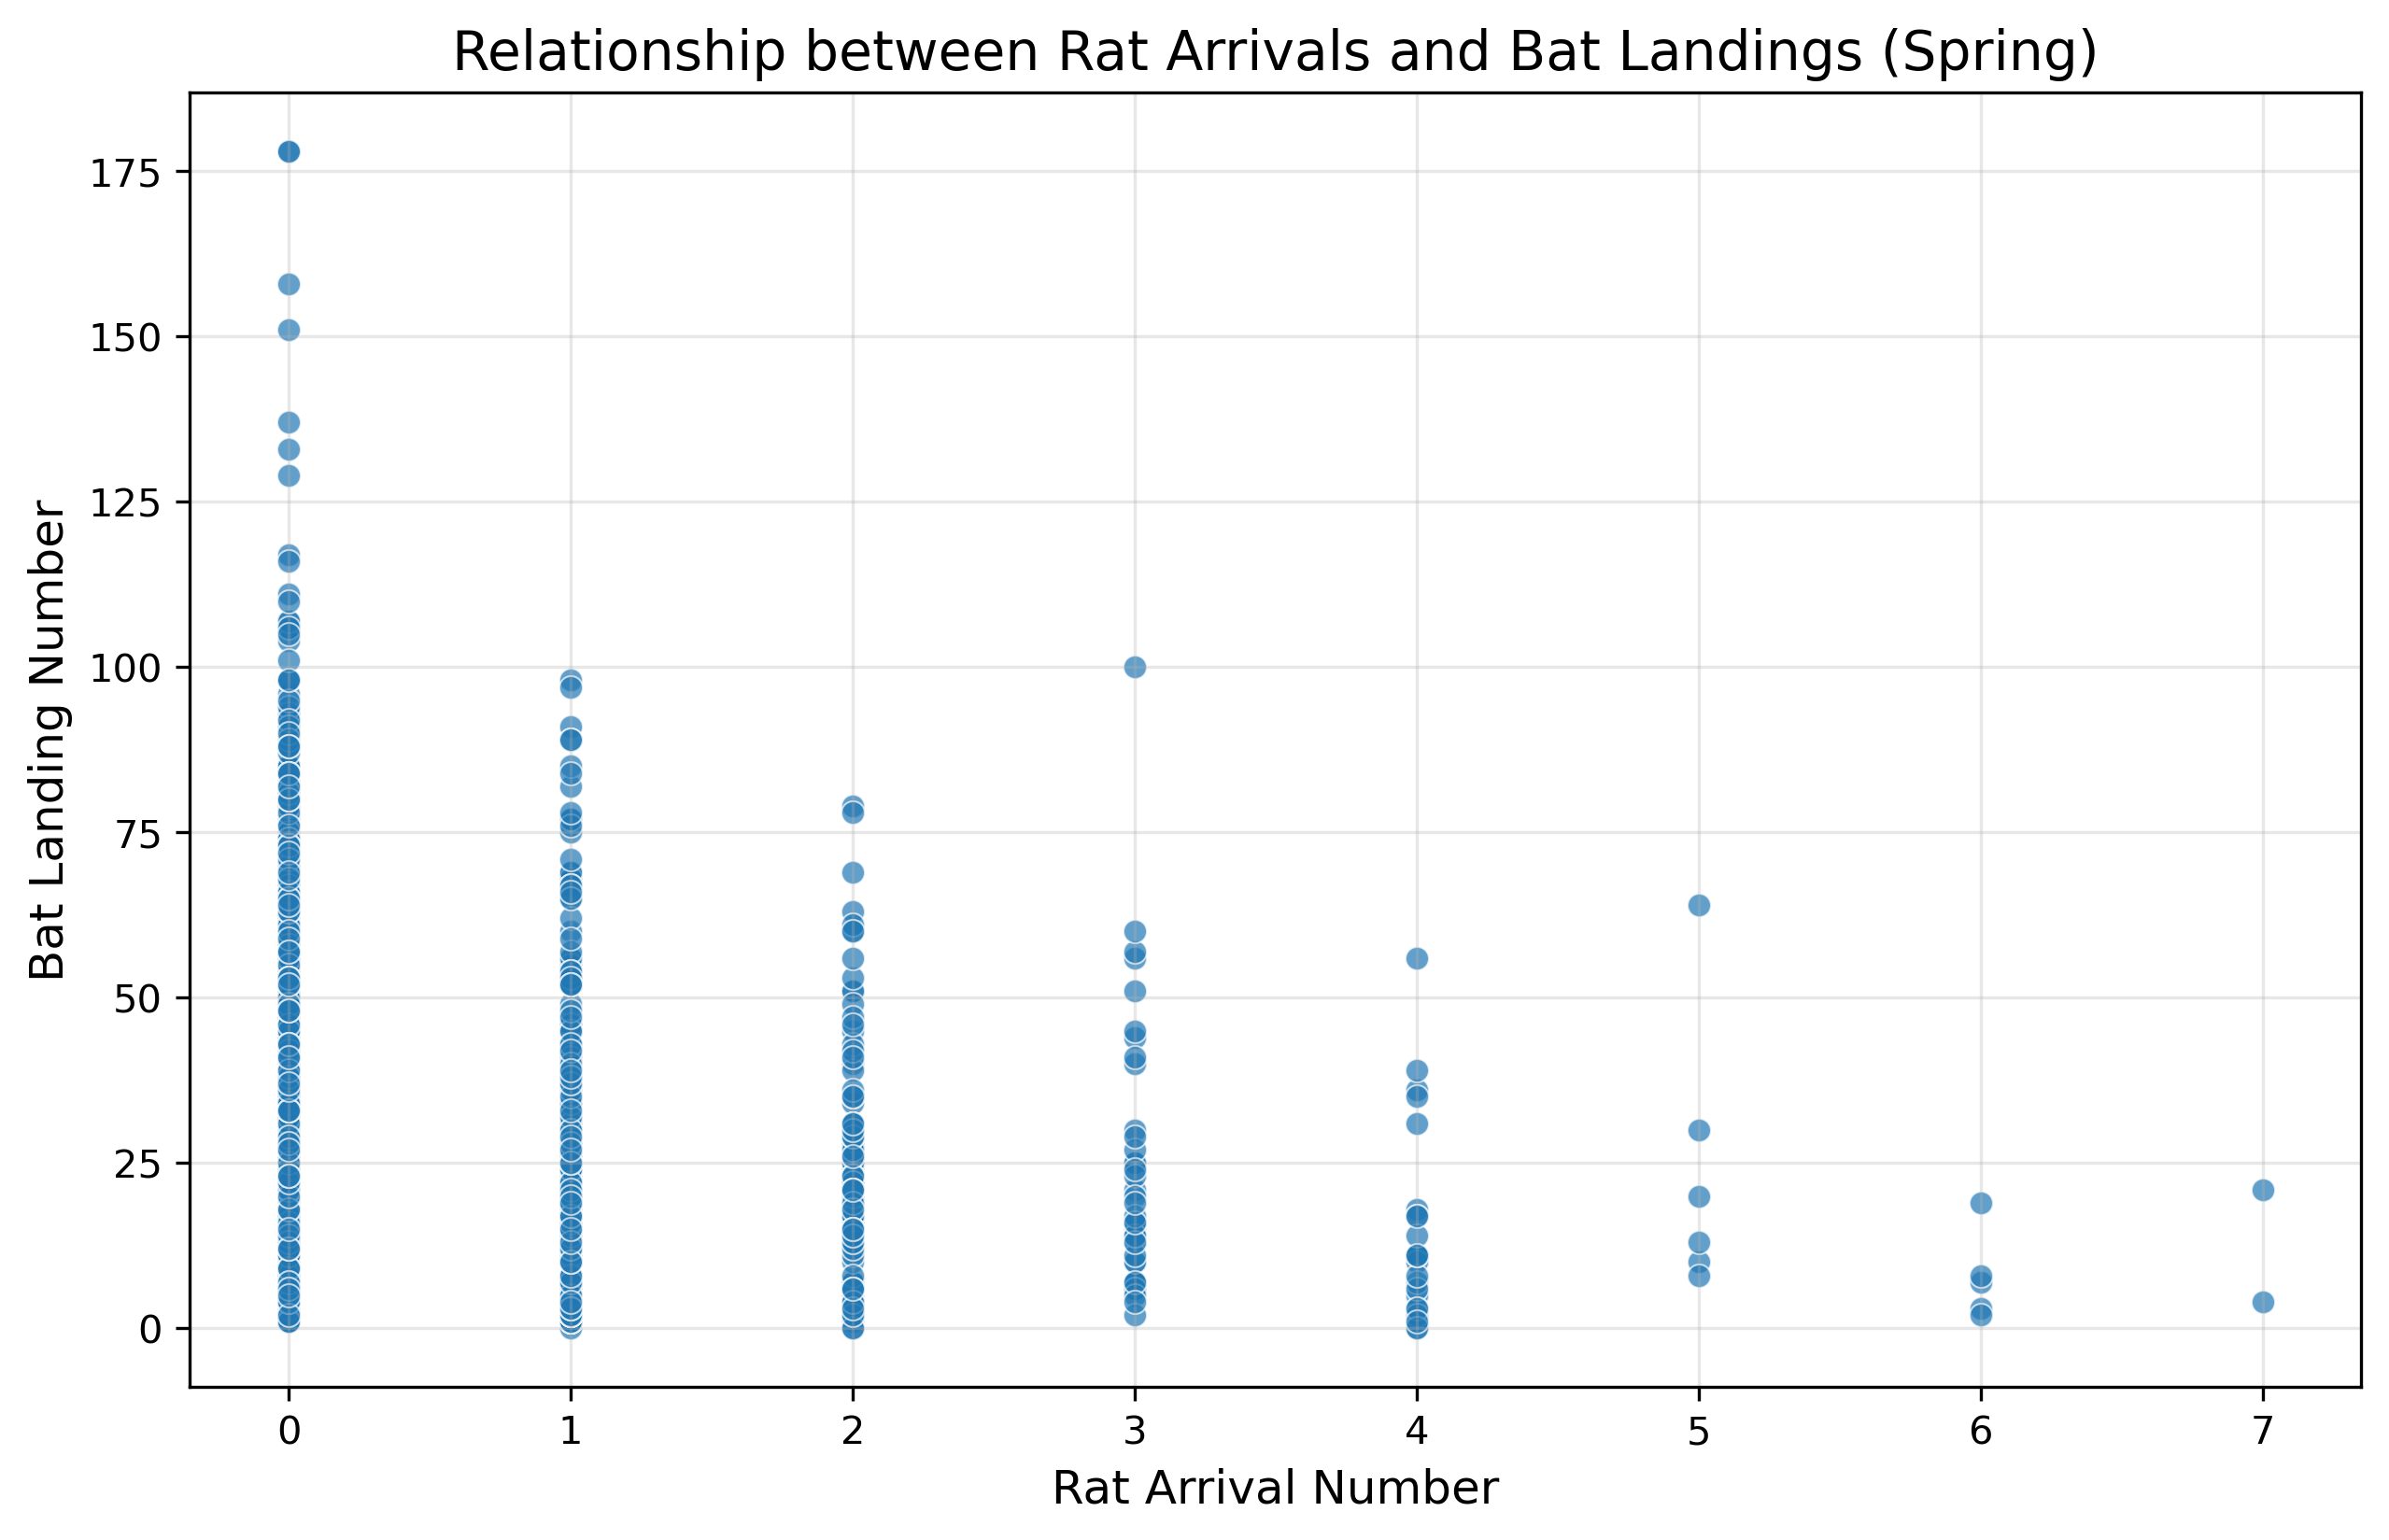 Relationship between Rat Arrivals and Bat Landings (Spring)
175
150
125
100
75
50
25
0
Bat Landing Number
0 1 2 3 4 5 6 7
Rat Arrival Number